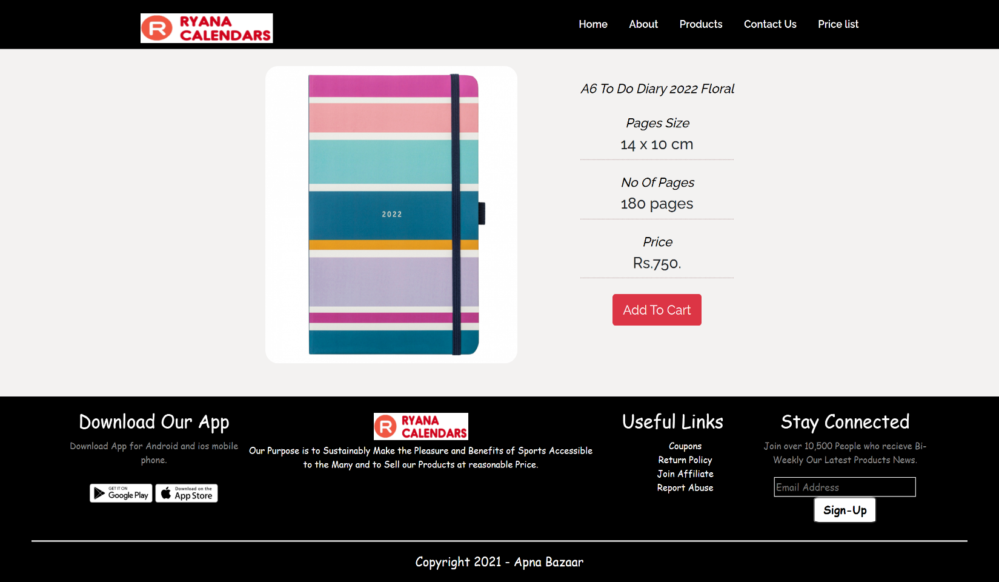 RYANA
CALENDARS
Home About Products Contact Us Price list
2022
A6 To Do Diary 2022 Floral
Pages Size
14 x 10 cm
No Of Pages
180 pages
Price
Rs.750.
Add To Cart
Download Our App
Download App for Android and ios mobile
phone.
GET IT ON
Google Play
Download on the
App Store
RYANA
CALENDARS
Our Purpose is to Sustainably Make the Pleasure and Benefits of Sports Accessible
to the Many and to Sell our Products at reasonable Price.
Useful Links
Coupons
Return Policy
Join Affiliate
Report Abuse
Stay Connected
Join over 10,500 People who recieve Bi-
Weekly Our Latest Products News.
Email Address
Sign-Up
Copyright 2021 - Apna Bazaar